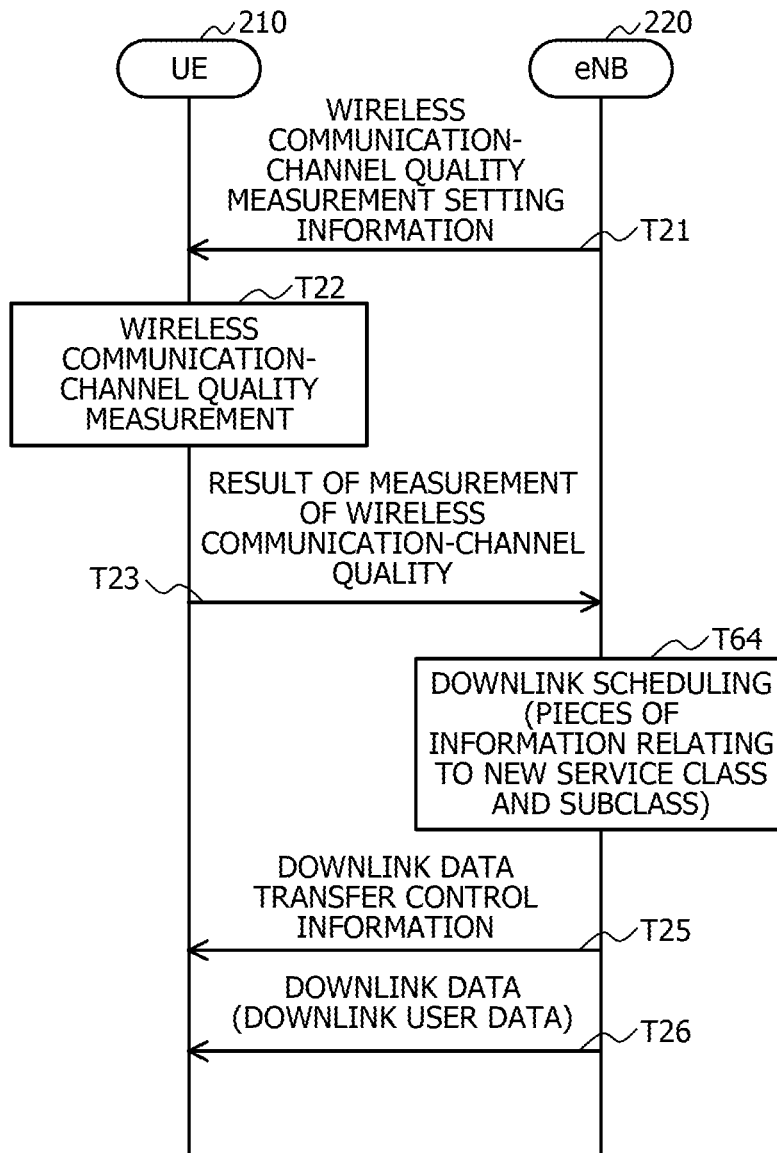 210
220
UE
eNB
WIRELESS
COMMUNICATION-
CHANNEL QUALITY
MEASUREMENT SETTING
INFORMATION
T21
T22
WIRELESS
COMMUNICATION-
CHANNEL QUALITY
MEASUREMENT
RESULT OF MEASUREMENT
OF WIRELESS
COMMUNICATION-CHANNEL
QUALITY
T23
T64
DOWNLINK SCHEDULING
(PIECES OF
INFORMATION RELATING
TO NEW SERVICE CLASS
AND SUBCLASS)
DOWNLINK DATA
TRANSFER CONTROL
INFORMATION
T25
DOWNLINK DATA
(DOWNLINK USER DATA)
T26